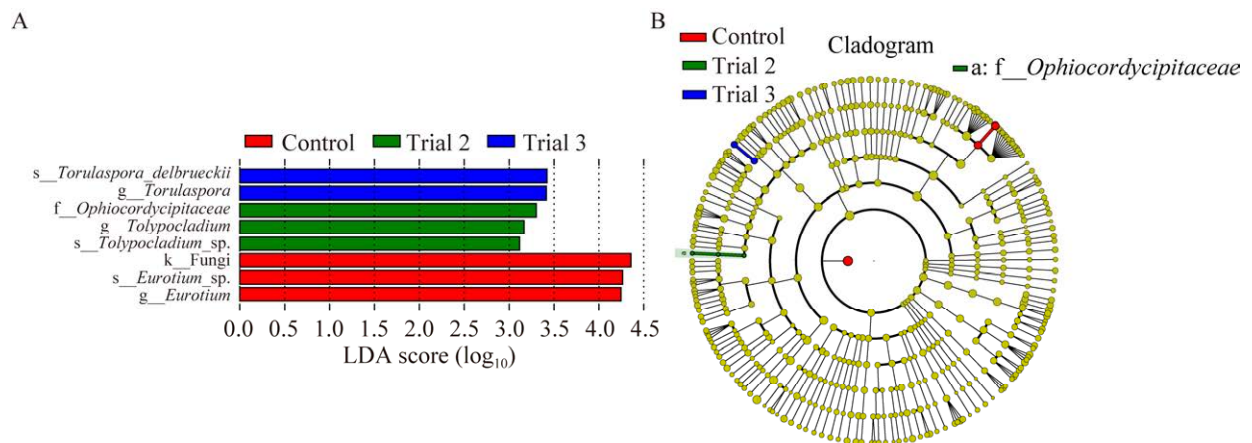 A
Control Trial 2 Trial 3
s__Torulaspora_delbrueckii
g__Torulaspora
f__Ophiocordycipitaceae
g__Tolypocladium
s__Tolypocladium_sp.
k__Fungi
s__Eurotium_sp.
g__Eurotium
0.0 0.5 1.0 1.5 2.0 2.5 3.0 3.5 4.0 4.5
LDA score (log10)
B
Control
Trial 2
Trial 3
Cladogram
a: f__Ophiocordycipitaceae
a